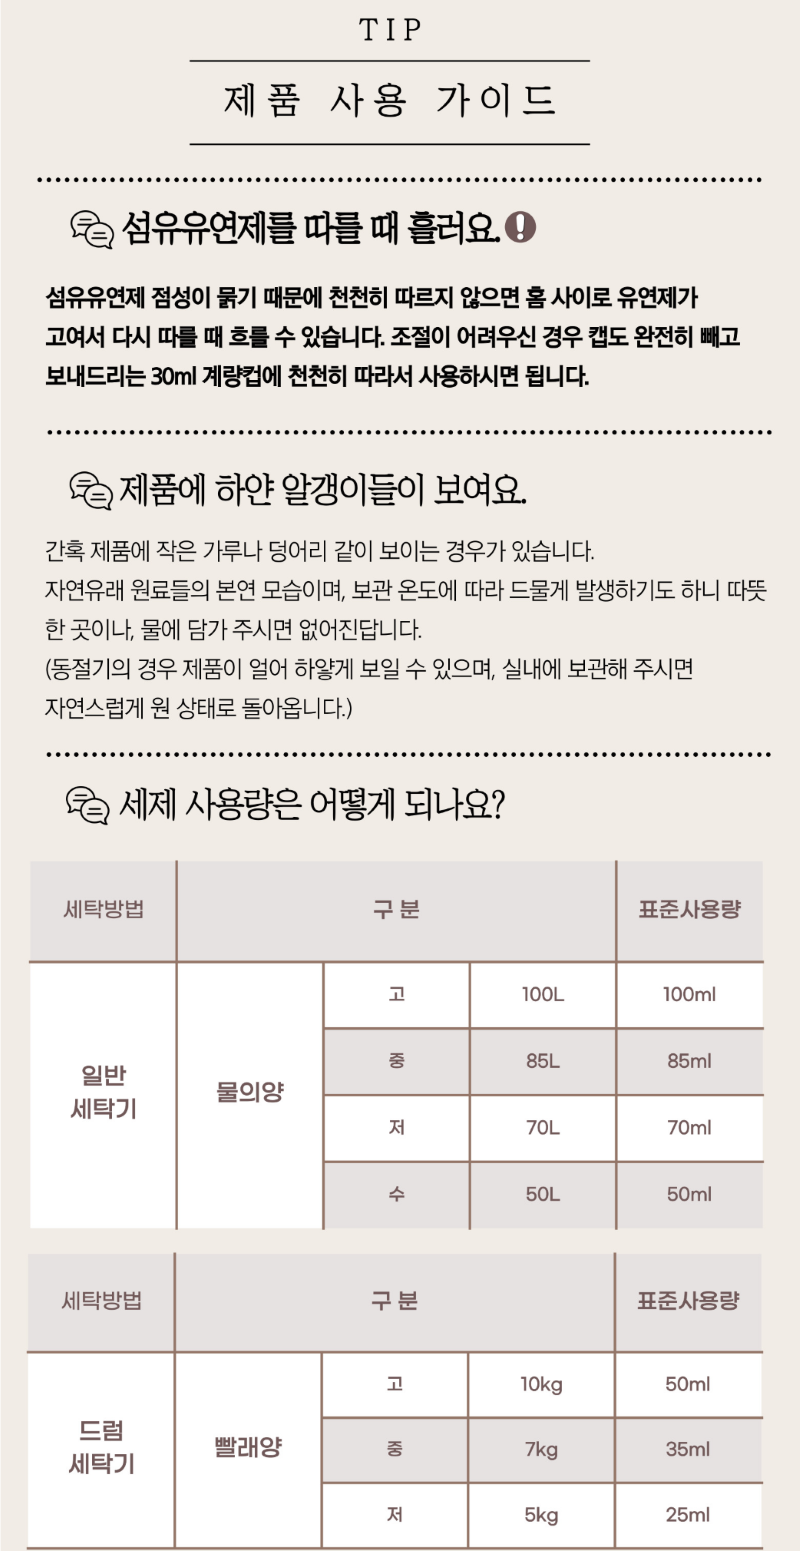 TIP
제품 사용 가이드
섬유유연제를 따를 때 흘러요.!
섬유유연제 점성이 묽기 때문에 천천히 따르지 않으면 홈 사이로 유연제가
고여서 다시 따를 때 흐를 수 있습니다. 조절이 어려우신 경우 캡도 완전히 빼고
보내드리는 30ml 계량컵에 천천히 따라서 사용하시면 됩니다.
제품에 하얀 알갱이들이 보여요.
간혹 제품에 작은 가루나 덩어리 같이 보이는 경우가 있습니다.
자연유래 원료들의 본연 모습이며, 보관 온도에 따라 드물게 발생하기도 하니 따뜻
한 곳이나, 물에 담가 주시면 없어진답니다.
(동절기의 경우 제품이 얼어 하얗게 보일 수 있으며, 실내에 보관해 주시면
자연스럽게 원 상태로 돌아옵니다.)
세제 사용량은 어떻게 되나요?
세탁방법 구 분 표준사용량
일반
세탁기
물의양
고 100L 100ml
중 85L 85ml
저 70L 70ml
수 50L 50ml
세탁방법 구 분 표준사용량
드럼
세탁기
빨래양
고 10kg 50ml
중 7kg 35ml
저 5kg 25ml